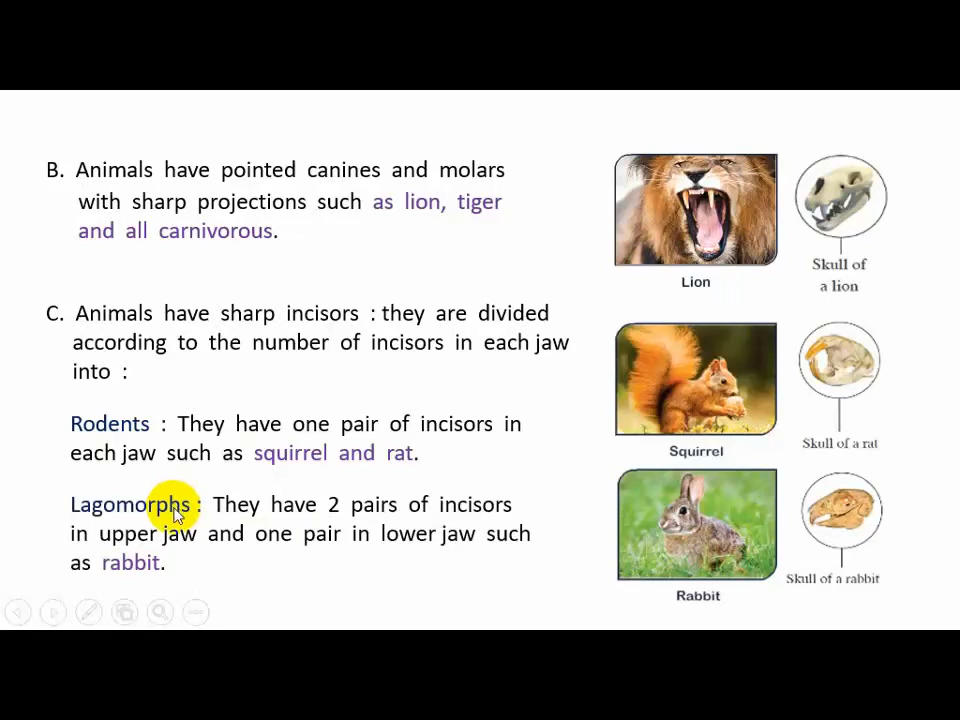 B. Animals have pointed canines and molars
with sharp projections such as lion, tiger
and all carnivorous.
C. Animals have sharp incisors : they are divided
according to the number of incisors in each jaw
into :
Rodents : They have one pair of incisors in
each jaw such as squirrel and rat.
Lagomorphs : They have 2 pairs of incisors
in upper jaw and one pair in lower jaw such
as rabbit.
Lion
Skull of
a lion
Squirrel
Skull of a rat
Rabbit
Skull of a rabbit